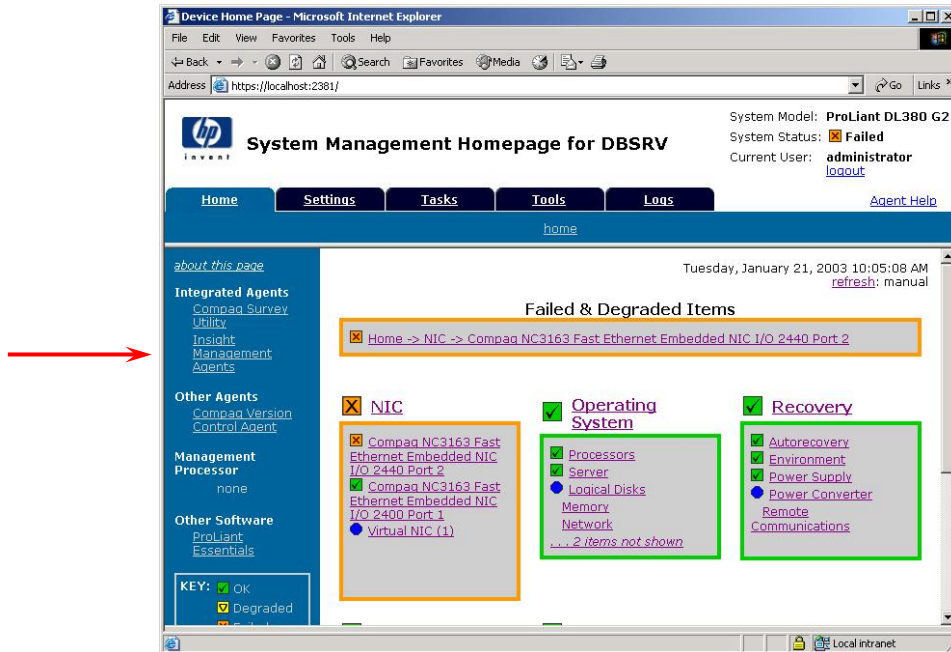 Device Home Page - Microsoft Internet Explorer
File Edit View Favorites Tools Help
Back Search Favorites Media
Address https://localhost:2381/ Go Links
hp
invent
System Management Homepage for DBSRV
System Model: ProLiant DL380 G2
System Status: Failed
Current User: administrator
logout
Home Settings Tasks Tools Logs
Agent Help
home
about this page
Integrated Agents
Compaq Survey
Utility
Insight
Management
Agents
Other Agents
Compaq Version
Control Agent
Management
Processor
none
Other Software
ProLiant
Essentials
KEY: OK
Degraded
Tuesday, January 21, 2003 10:05:08 AM
refresh: manual
Failed & Degraded Items
Home -> NIC -> Compaq NC3163 Fast Ethernet Embedded NIC I/O 2440 Port 2
NIC
Compaq NC3163 Fast
Ethernet Embedded NIC
I/O 2440 Port 2
Compaq NC3163 Fast
Ethernet Embedded NIC
I/O 2400 Port 1
Virtual NIC (1)
Operating
System
Processors
Server
Logical Disks
Memory
Network
. . . 2 items not shown
Recovery
Autorecovery
Environment
Power Supply
Power Converter
Remote
Communications
Local intranet